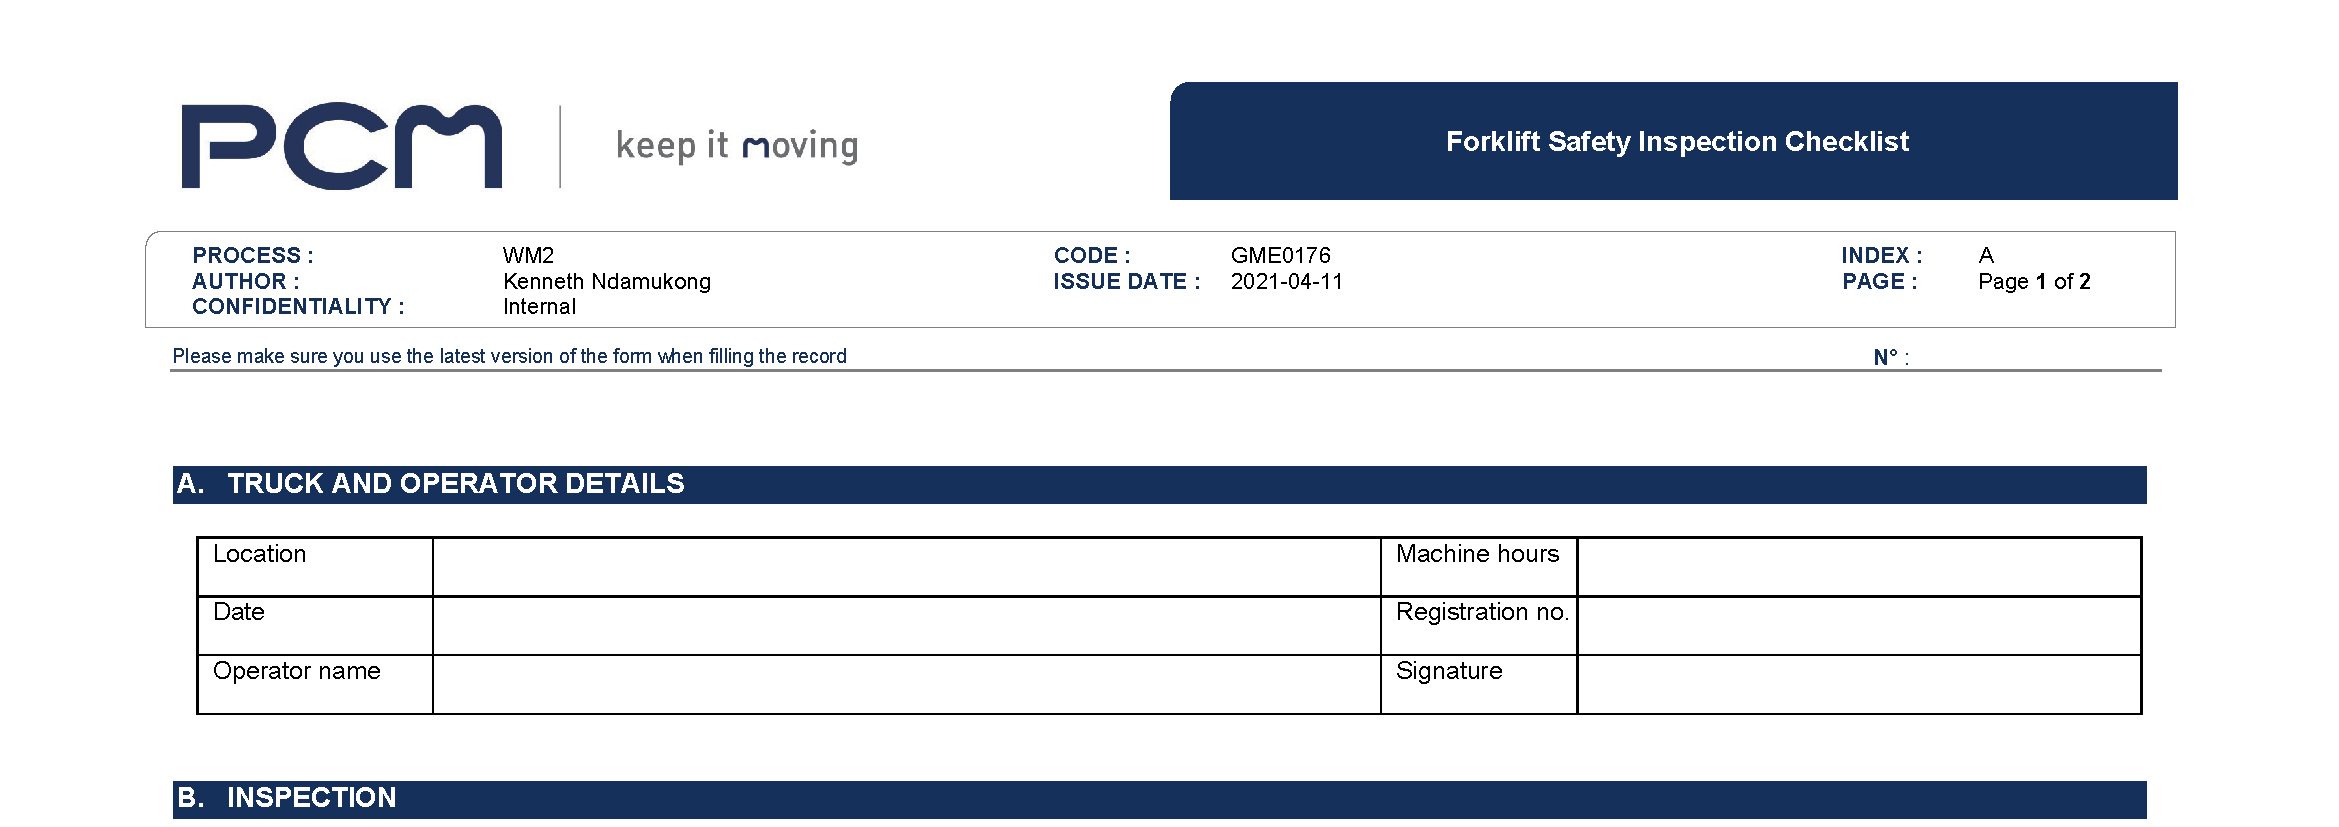 PCM keep it moving
Forklift Safety Inspection Checklist
PROCESS : WM2 CODE : GME0176 INDEX : A
AUTHOR : Kenneth Ndamukong ISSUE DATE : 2021-04-11 PAGE : Page 1 of 2
CONFIDENTIALITY : Internal
Please make sure you use the latest version of the form when filling the record N° :
A. TRUCK AND OPERATOR DETAILS
Location Machine hours
Date Registration no.
Operator name Signature
B. INSPECTION